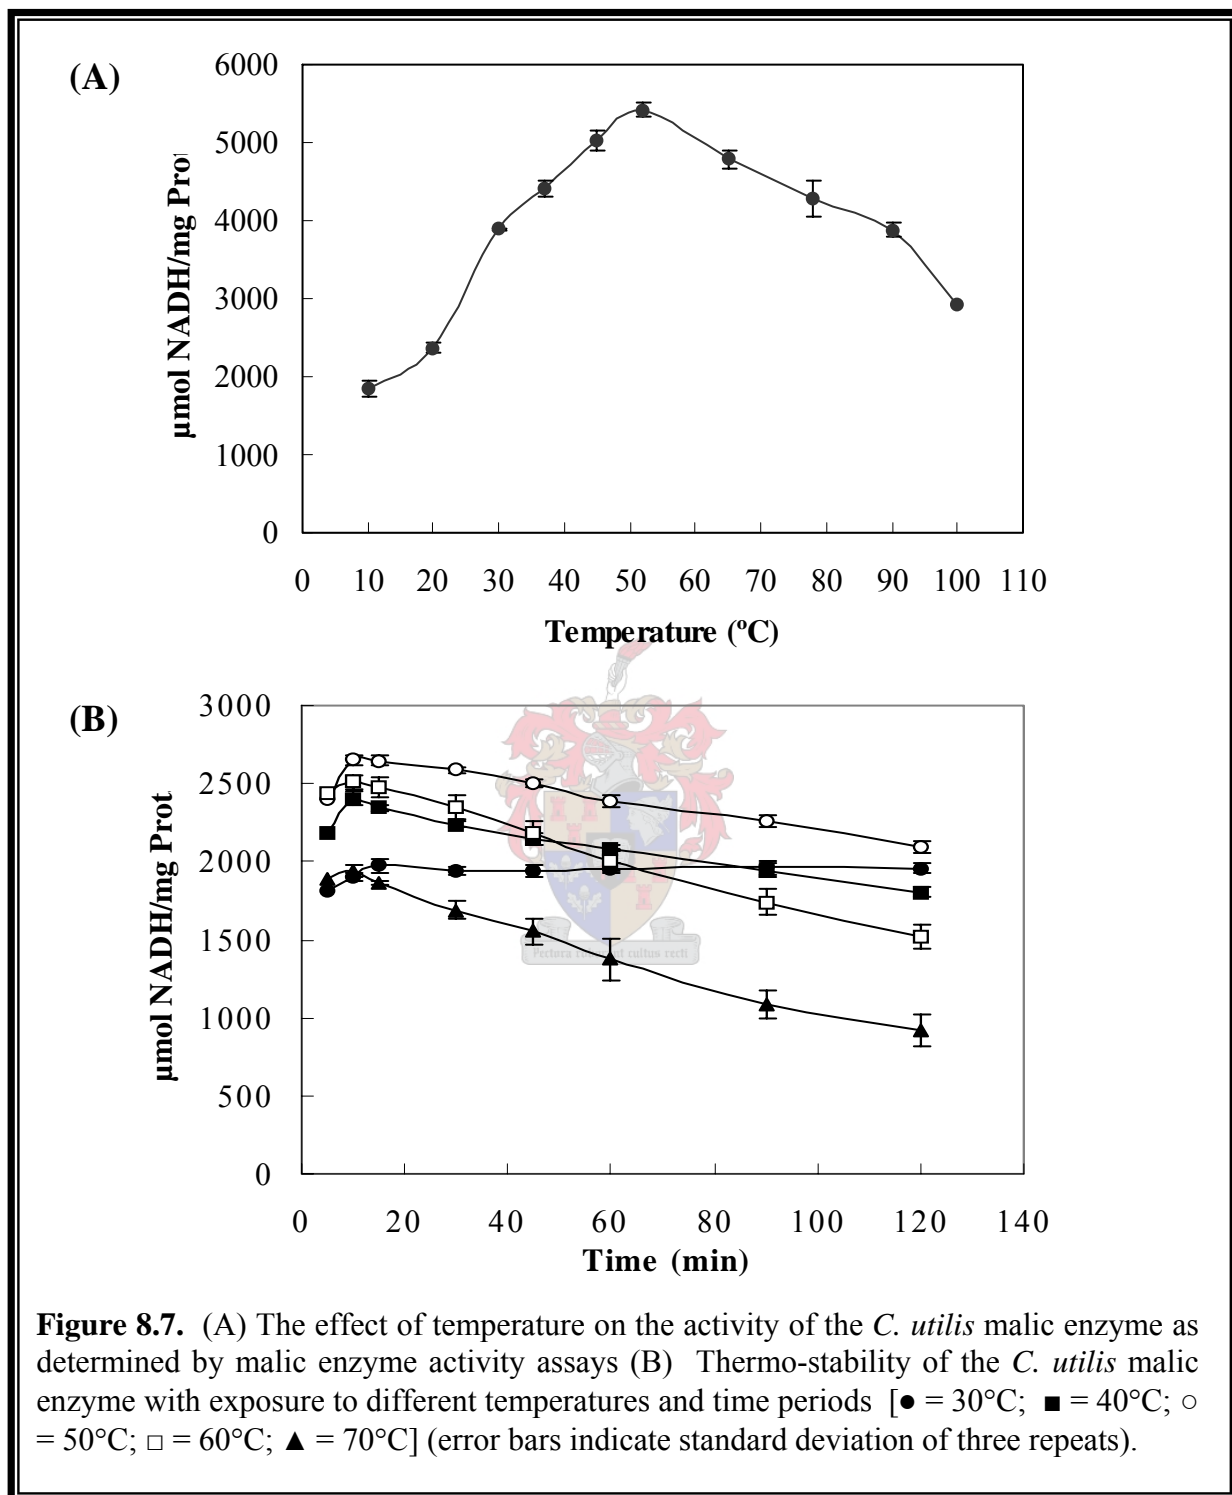 (A)
6000
5000
4000
3000
2000
1000
0
µmol NADH/mg Pro
0 10 20 30 40 50 60 70 80 90 100 110
Temperature (ºC)
(B)
3000
2500
2000
1500
1000
500
0
µmol NADH/mg Prot
Pectora roborant cultus recti
0 20 40 60 80 100 120 140
Time (min)
Figure 8.7. (A) The effect of temperature on the activity of the C. utilis malic enzyme as
determined by malic enzyme activity assays (B) Thermo-stability of the C. utilis malic
enzyme with exposure to different temperatures and time periods [● = 30°C; ■ = 40°C; ○
= 50°C; □ = 60°C; ▲ = 70°C] (error bars indicate standard deviation of three repeats).